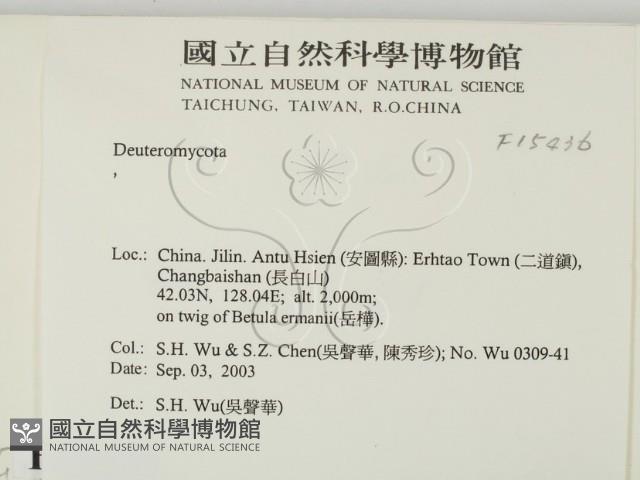 國立自然科學博物館
NATIONAL MUSEUM OF NATURAL SCIENCE
TAICHUNG, TAIWAN, R.O.CHINA
F15436
Deuteromycota
,
Loc.: China. Jilin. Antu Hsien (安圖縣): Erhtao Town (二道鎮),
Changbaishan (長白山)
42.03N, 128.04E; alt. 2,000m;
on twig of Betula ermanii(岳樺).
Col.: S.H. Wu & S.Z. Chen(吳聲華, 陳秀珍); No. Wu 0309-41
Date: Sep. 03, 2003
Det.: S.H. Wu(吳聲華)
國立自然科學博物館
NATIONAL MUSEUM OF NATURAL SCIENCE